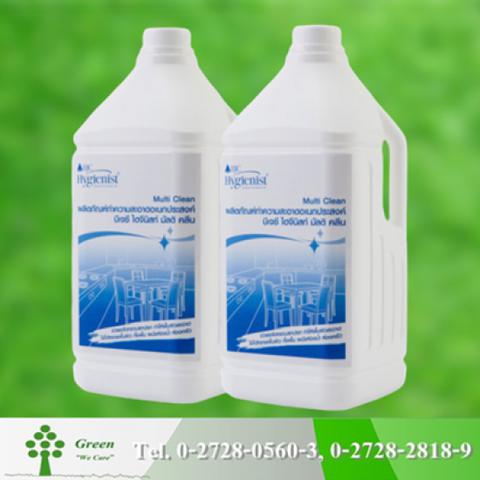 BJC
Hygienist
Multi Clean
ผลิตภัณฑ์ทำความสะอาดอเนกประสงค์
บีเจซี ไฮจีนิสท์ มัลติ คลีน
BJC
Hygienist
Multi Clean
ผลิตภัณฑ์ทำความสะอาดอเนกประสงค์
บีเจซี ไฮจีนิสท์ มัลติ คลีน
Green
"We Care"
Tel. 0-2728-0560-3, 0-2728-2818-9